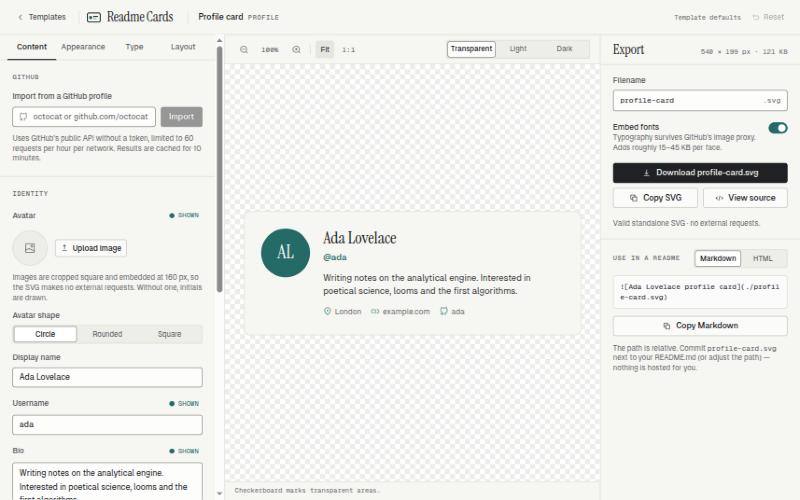 Templates
Readme Cards
Profile card PROFILE
Template defaults
Reset
Content
Appearance
Type
Layout
GITHUB
Import from a GitHub profile
octocat or github.com/octocat
Import
Uses GitHub's public API without a token, limited to 60
requests per hour per network. Results are cached for 10
minutes.
IDENTITY
Avatar
SHOWN
Upload image
Images are cropped square and embedded at 160 px, so
the SVG makes no external requests. Without one, initials
are drawn.
Avatar shape
Circle
Rounded
Square
Display name
Ada Lovelace
Username
SHOWN
ada
Bio
SHOWN
Writing notes on the analytical engine.
Interested in poetical science, looms and the
first algorithms.
100%
Fit
1:1
Transparent
Light
Dark
AL
Ada Lovelace
@ada
Writing notes on the analytical engine. Interested in
poetical science, looms and the first algorithms.
London
example.com
ada
Checkerboard marks transparent areas.
Export
540 × 199 px · 121 KB
Filename
profile-card
.svg
Embed fonts
Typography survives GitHub's image proxy.
Adds roughly 15–45 KB per face.
Download profile-card.svg
Copy SVG
View source
Valid standalone SVG · no external requests.
USE IN A README
Markdown
HTML
![Ada Lovelace profile card](./profil
e-card.svg)
Copy Markdown
The path is relative. Commit profile-card.svg
next to your README.md (or adjust the path) —
nothing is hosted for you.